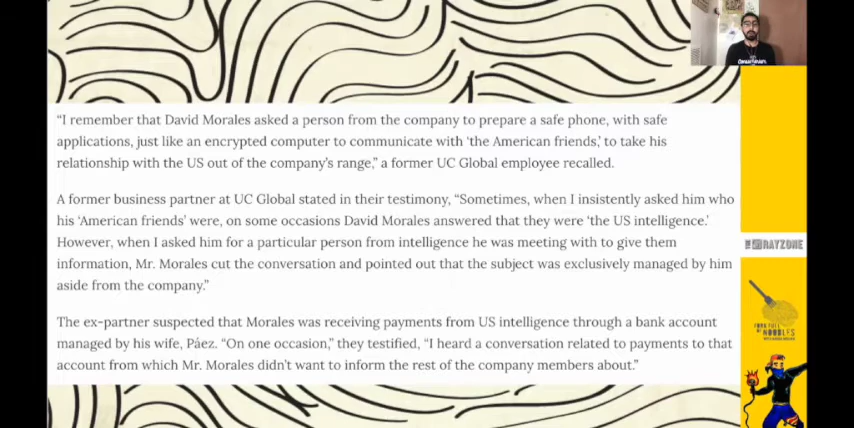 “I remember that David Morales asked a person from the company to prepare a safe phone, with safe
applications, just like an encrypted computer to communicate with ‘the American friends,’ to take his
relationship with the US out of the company’s range,” a former UC Global employee recalled.
A former business partner at UC Global stated in their testimony, “Sometimes, when I insistently asked him who
his ‘American friends’ were, on some occasions David Morales answered that they were ‘the US intelligence.’
However, when I asked him for a particular person from intelligence he was meeting with to give them
information, Mr. Morales cut the conversation and pointed out that the subject was exclusively managed by him
aside from the company.”
The ex-partner suspected that Morales was receiving payments from US intelligence through a bank account
managed by his wife, Páez. “On one occasion,” they testified, “I heard a conversation related to payments to that
account from which Mr. Morales didn’t want to inform the rest of the company members about.”
THE GRAYZONE
FORK FULL
OF NOODLES